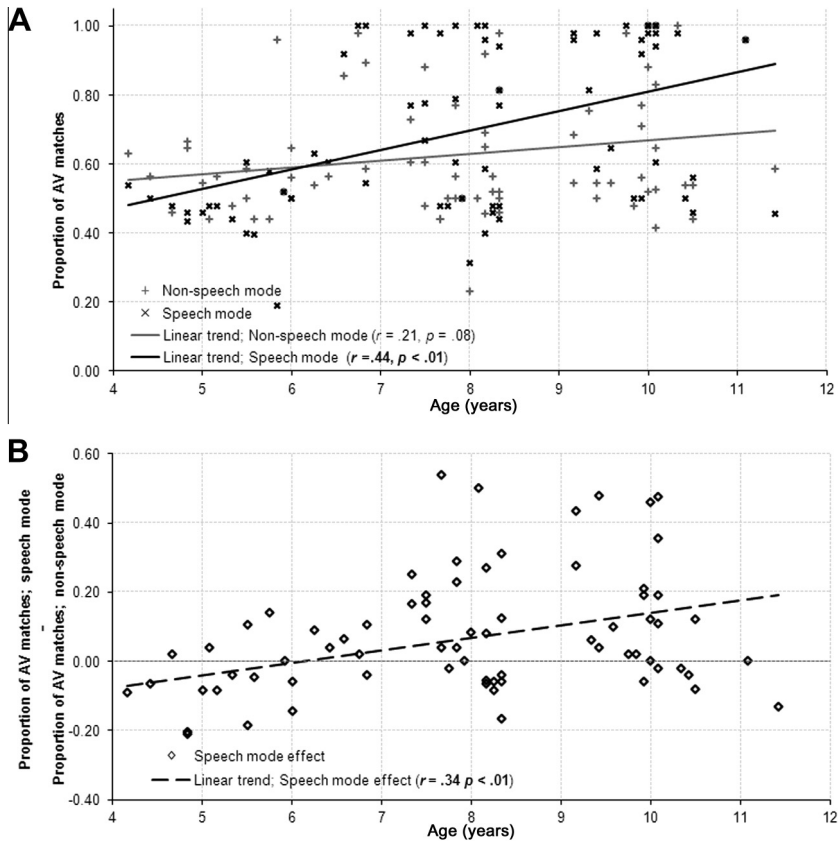 A
1.00
0.80
0.60
0.40
0.20
0.00
Proportion of AV matches
Non-speech mode
Speech mode
Linear trend; Non-speech mode (r = .21, p = .08)
Linear trend; Speech mode (r =.44, p < .01)
4 5 6 7 8 9 10 11 12
Age (years)
B
0.60
0.40
0.20
0.00
-0.20
-0.40
Proportion of AV matches; speech mode
-
Proportion of AV matches; non-speech mode
Speech mode effect
Linear trend; Speech mode effect (r = .34 p < .01)
4 5 6 7 8 9 10 11 12
Age (years)